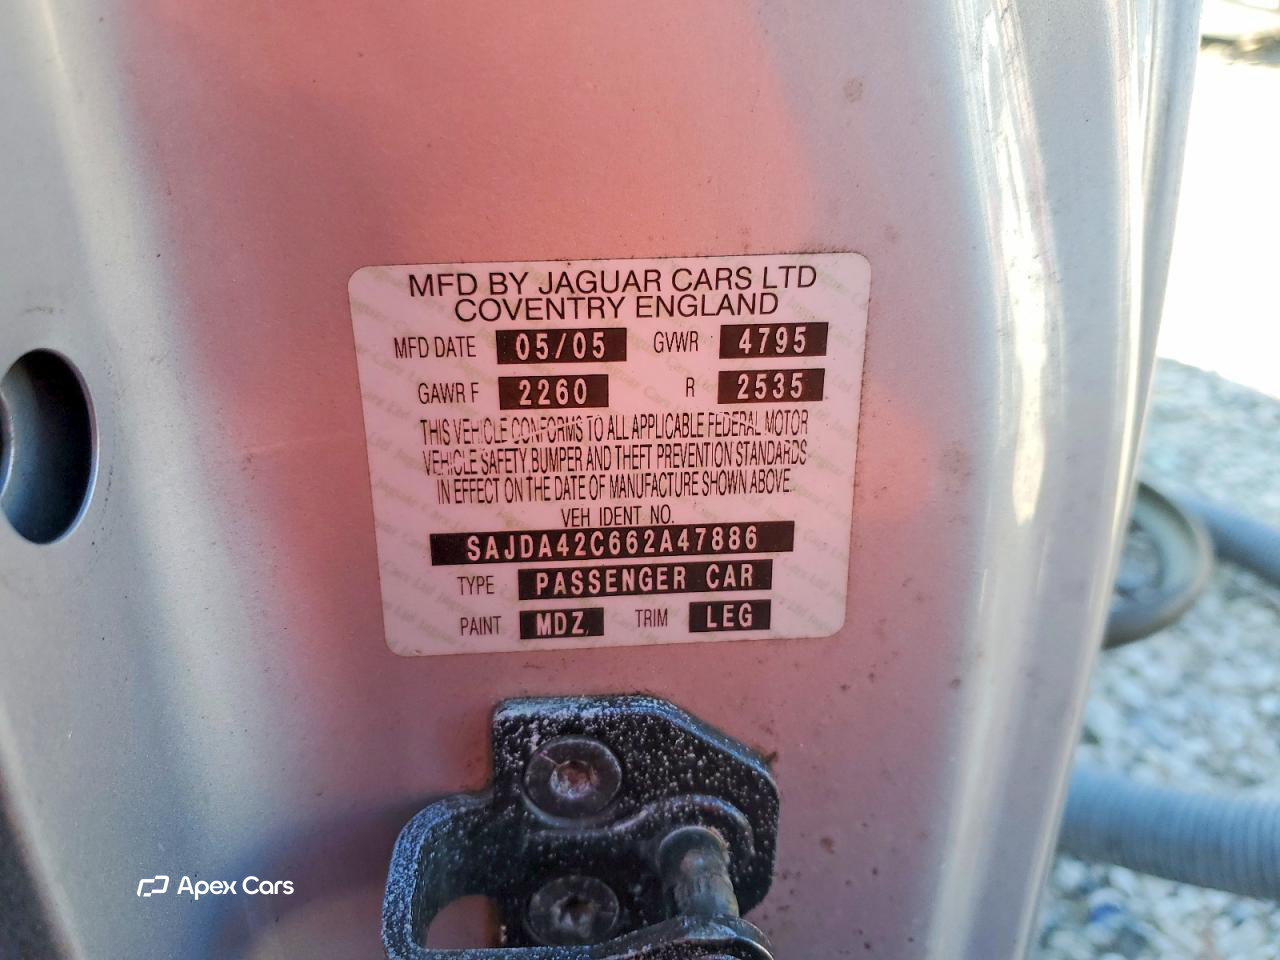 MFD BY JAGUAR CARS LTD
COVENTRY ENGLAND
MFD DATE 05/05 GVWR 4795
GAWR F 2260 R 2535
THIS VEHICLE CONFORMS TO ALL APPLICABLE FEDERAL MOTOR
VEHICLE SAFETY, BUMPER AND THEFT PREVENTION STANDARDS
IN EFFECT ON THE DATE OF MANUFACTURE SHOWN ABOVE.
VEH IDENT NO.
SAJDA42C662A47886
TYPE PASSENGER CAR
PAINT MDZ TRIM LEG
Apex Cars